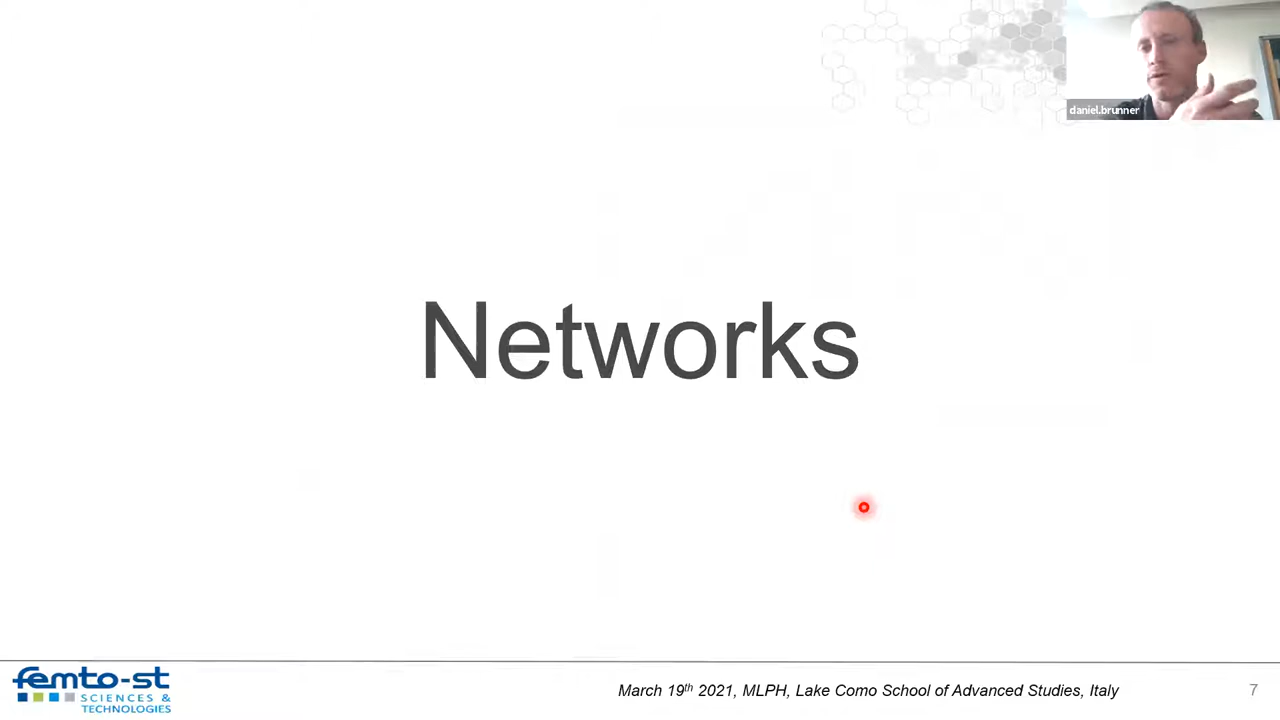 daniel.brunner
Networks
femto-st
SCIENCES &
TECHNOLOGIES
March 19th 2021, MLPH, Lake Como School of Advanced Studies, Italy
7